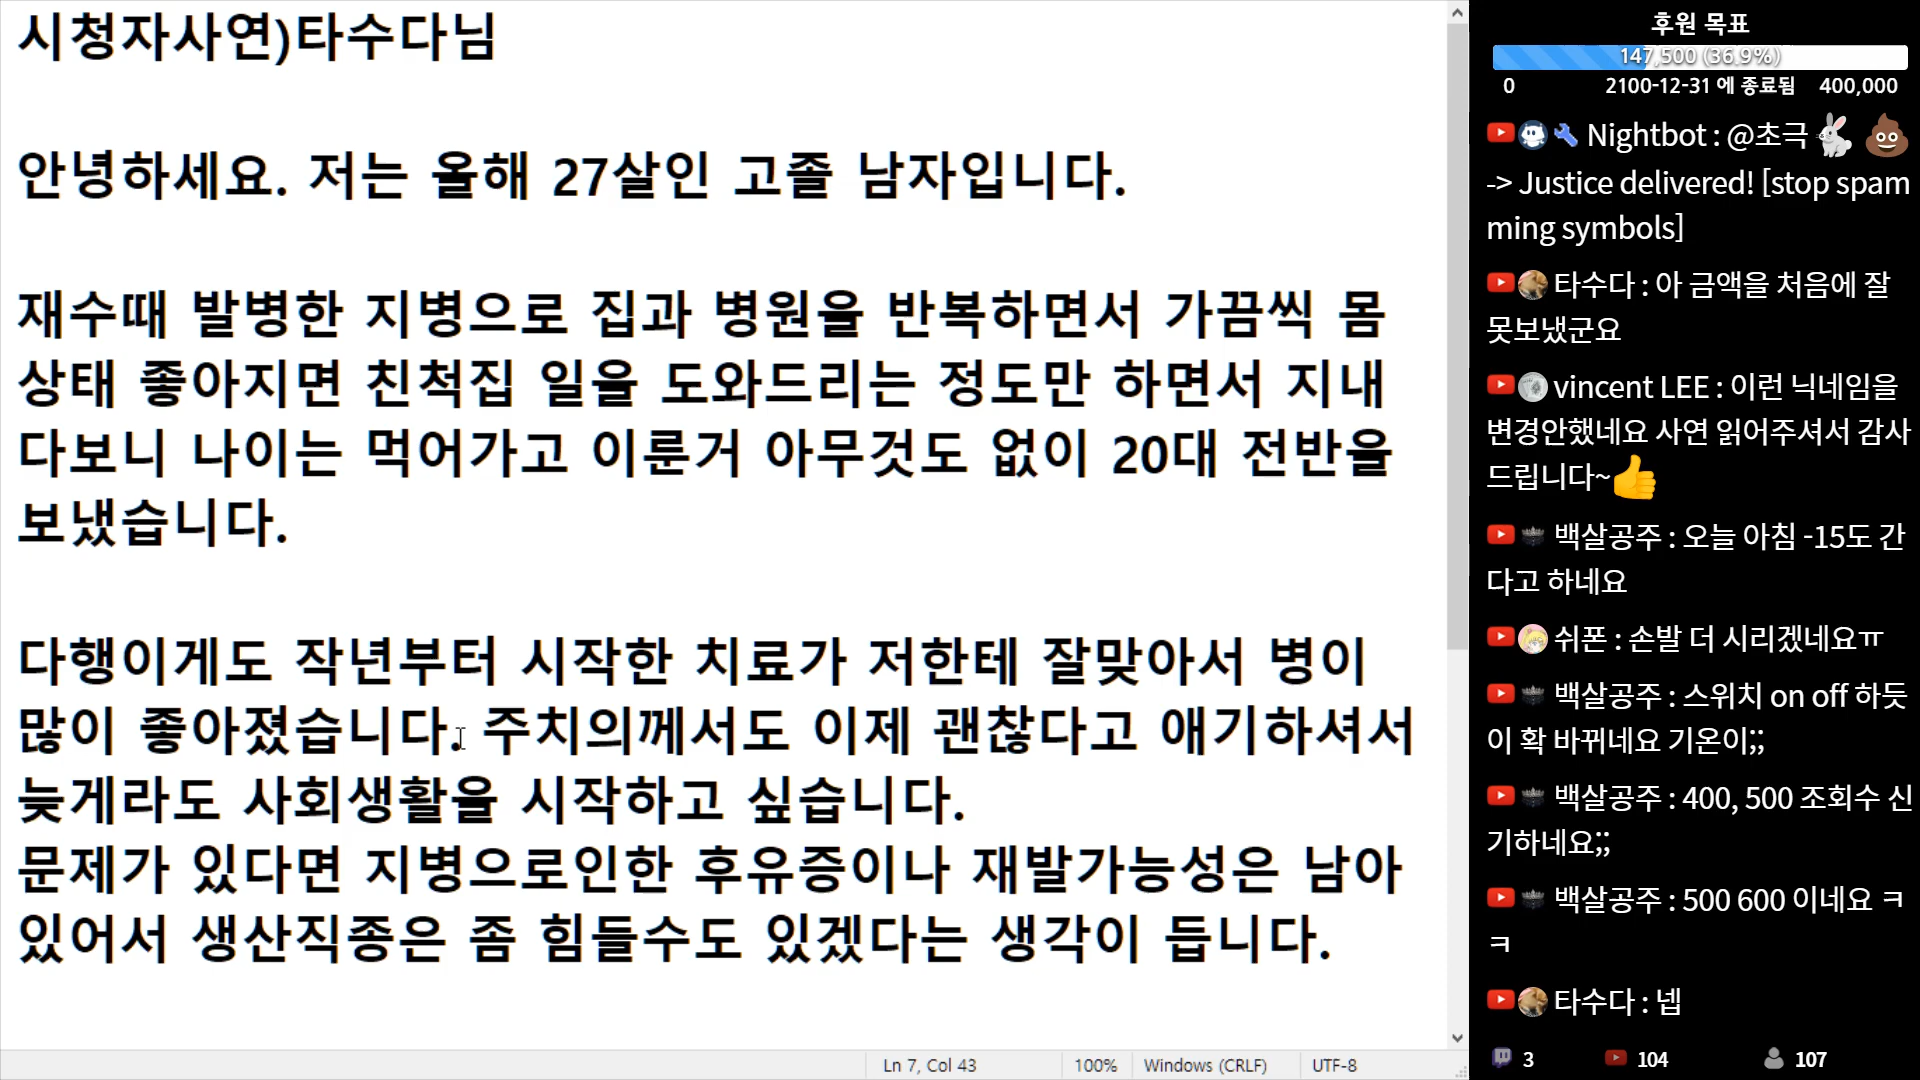 시청자사연)타수다님
안녕하세요. 저는 올해 27살인 고졸 남자입니다.
재수때 발병한 지병으로 집과 병원을 반복하면서 가끔씩 몸
상태 좋아지면 친척집 일을 도와드리는 정도만 하면서 지내
다보니 나이는 먹어가고 이룬거 아무것도 없이 20대 전반을
보냈습니다.
다행이게도 작년부터 시작한 치료가 저한테 잘맞아서 병이
많이 좋아졌습니다. 주치의께서도 이제 괜찮다고 얘기하셔서
늦게라도 사회생활을 시작하고 싶습니다.
문제가 있다면 지병으로인한 후유증이나 재발가능성은 남아
있어서 생산직종은 좀 힘들수도 있겠다는 생각이 듭니다.
Ln 7, Col 43 100% Windows (CRLF) UTF-8
후원 목표
147,500 (36.9%)
0 2100-12-31 에 종료됨 400,000
Nightbot : @초극 🐇 💩
-> Justice delivered! [stop spam
ming symbols]
타수다 : 아 금액을 처음에 잘
못보냈군요
vincent LEE : 이런 닉네임을
변경안했네요 사연 읽어주셔서 감사
드립니다~👍
백살공주 : 오늘 아침 -15도 간
다고 하네요
쉬폰 : 손발 더 시리겠네요ㅠ
백살공주 : 스위치 on off 하듯
이 확 바뀌네요 기온이;;
백살공주 : 400, 500 조회수 신
기하네요;;
백살공주 : 500 600 이네요 ㅋ
ㅋ
타수다 : 넵
3 104 107